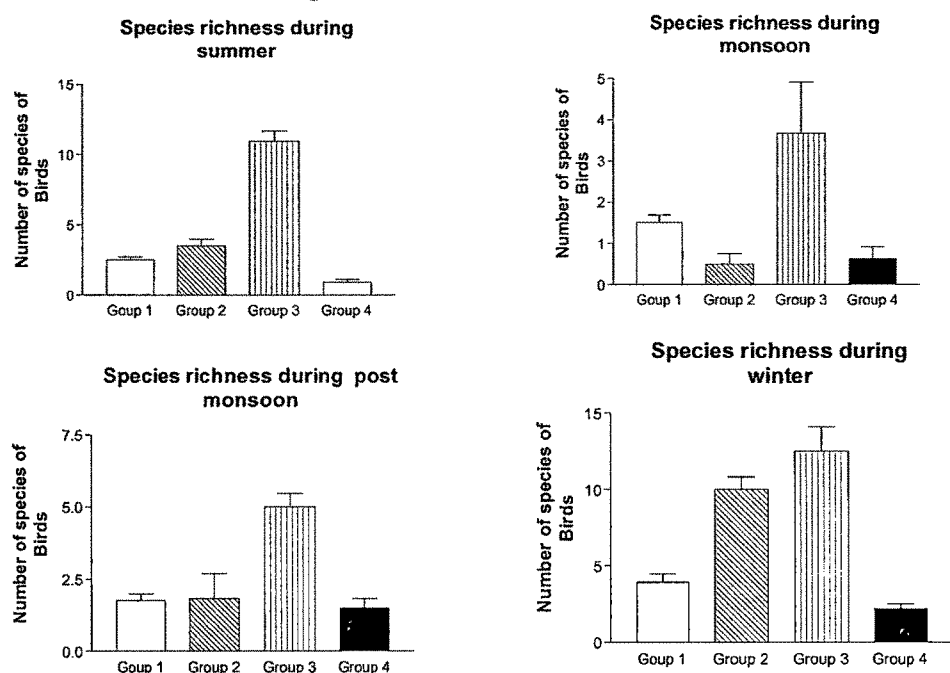 Species richness during
summer
Number of species of
Birds
15
10
5
0
Goup 1 Group 2 Group 3 Group 4
Species richness during
monsoon
Number of species of
Birds
5
4
3
2
1
0
Goup 1 Group 2 Group 3 Group 4
Species richness during post
monsoon
Number of species of
Birds
7.5
5.0
2.5
0.0
Goup 1 Group 2 Group 3 Group 4
Species richness during
winter
Number of species of
Birds
15
10
5
0
Goup 1 Group 2 Group 3 Group 4